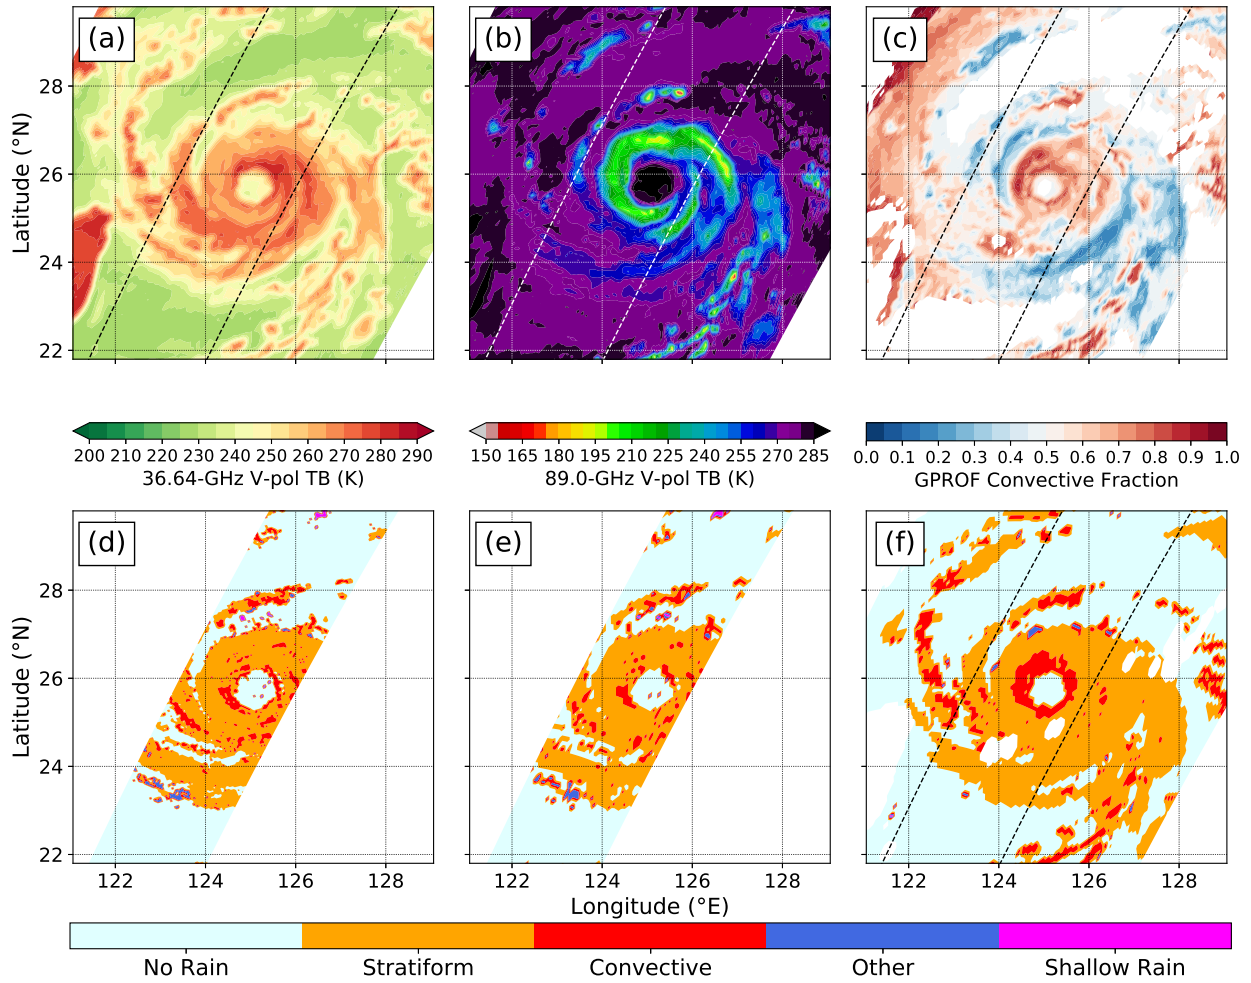 (a)
(b)
(c)
28
26
24
22
Latitude (°N)
200 210 220 230 240 250 260 270 280 290
36.64-GHz V-pol TB (K)
150 165 180 195 210 225 240 255 270 285
89.0-GHz V-pol TB (K)
0.0 0.1 0.2 0.3 0.4 0.5 0.6 0.7 0.8 0.9 1.0
GPROF Convective Fraction
(d)
(e)
(f)
28
26
24
22
Latitude (°N)
122 124 126 128
122 124 126 128
122 124 126 128
Longitude (°E)
No Rain
Stratiform
Convective
Other
Shallow Rain